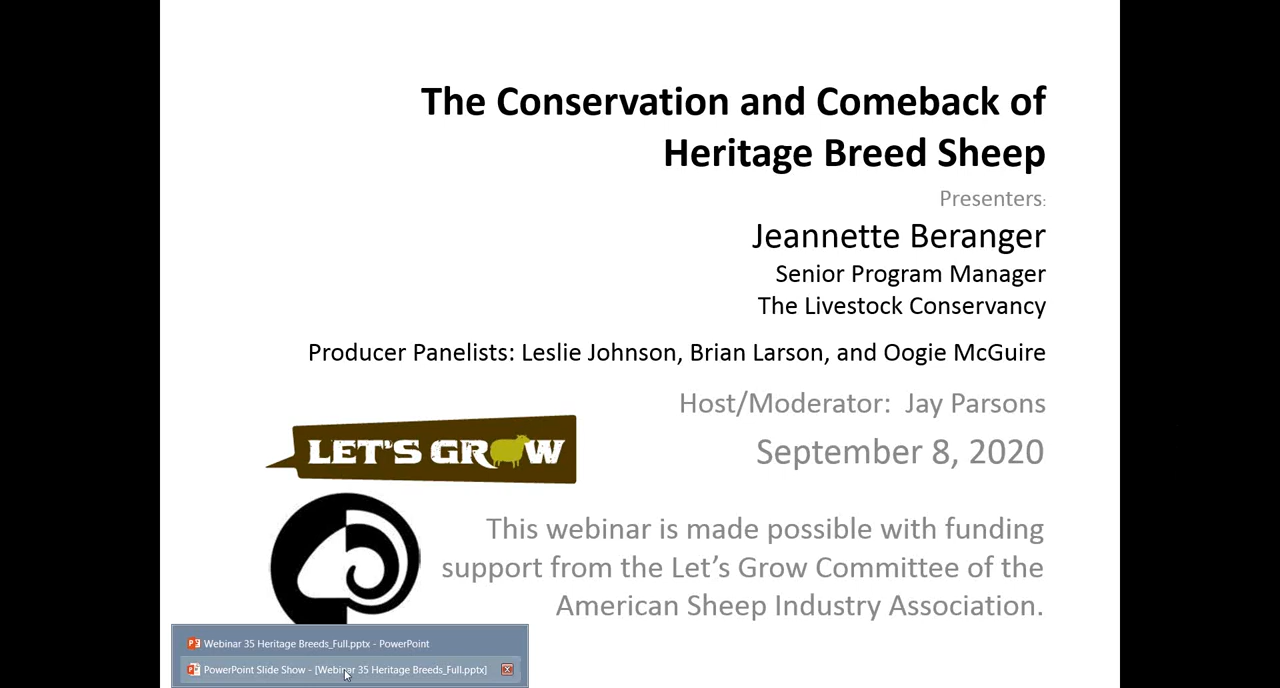 The Conservation and Comeback of
Heritage Breed Sheep
Presenters:
Jeannette Beranger
Senior Program Manager
The Livestock Conservancy
Producer Panelists: Leslie Johnson, Brian Larson, and Oogie McGuire
Host/Moderator: Jay Parsons
LET'S GROW
September 8, 2020
This webinar is made possible with funding
support from the Let’s Grow Committee of the
American Sheep Industry Association.
Webinar 35 Heritage Breeds_Full.pptx - PowerPoint
PowerPoint Slide Show - [Webinar 35 Heritage Breeds_Full.pptx]